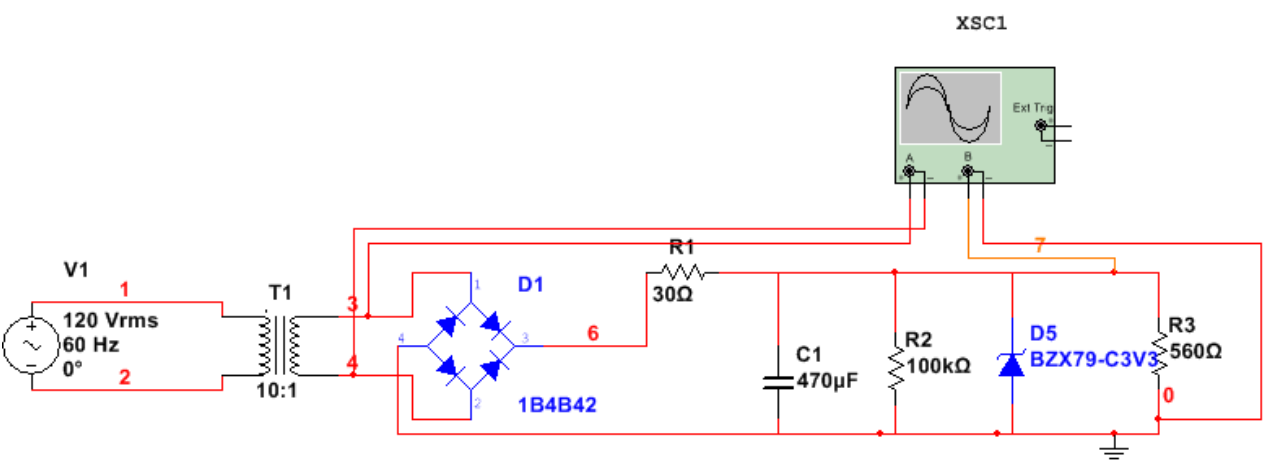 XSC1
Ext Trig
+
-
A
B
+ - + -
7
R1
30Ω
V1
1
T1
3
D1
1
120 Vrms
60 Hz
0°
+
-
4
3
6
R2
100kΩ
D5
BZX79-C3V3
R3
560Ω
C1
470µF
2
4
10:1
2
1B4B42
0